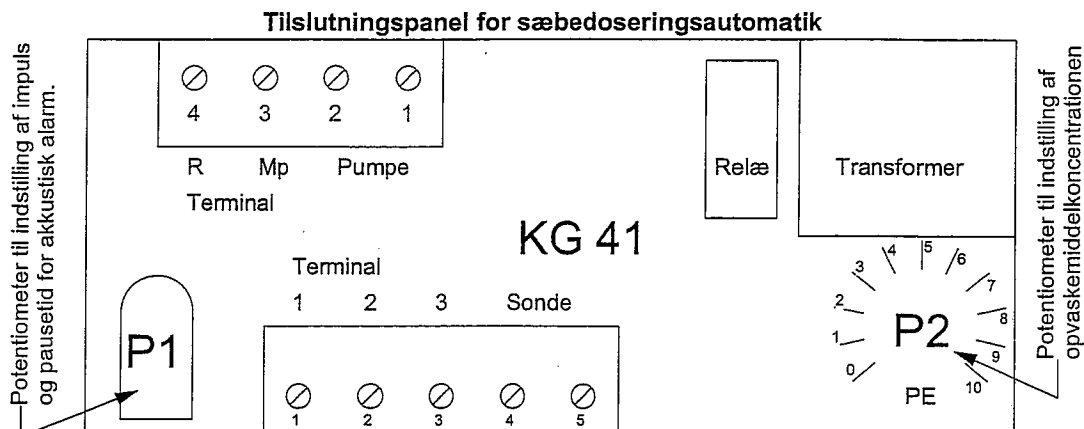 Tilslutningspanel for sæbedoseringsautomatik
Potentiometer til indstilling af impuls
og pausetid for akkustisk alarm.
4 3 2 1
R Mp Pumpe
Terminal
Relæ
Transformer
Potentiometer til indstilling af
opvaskemiddelkoncentrationen
KG 41
Terminal
1 2 3 Sonde
P1
1 2 3 4 5
0 1 2 3 4 5 6 7 8 9 10
P2
PE